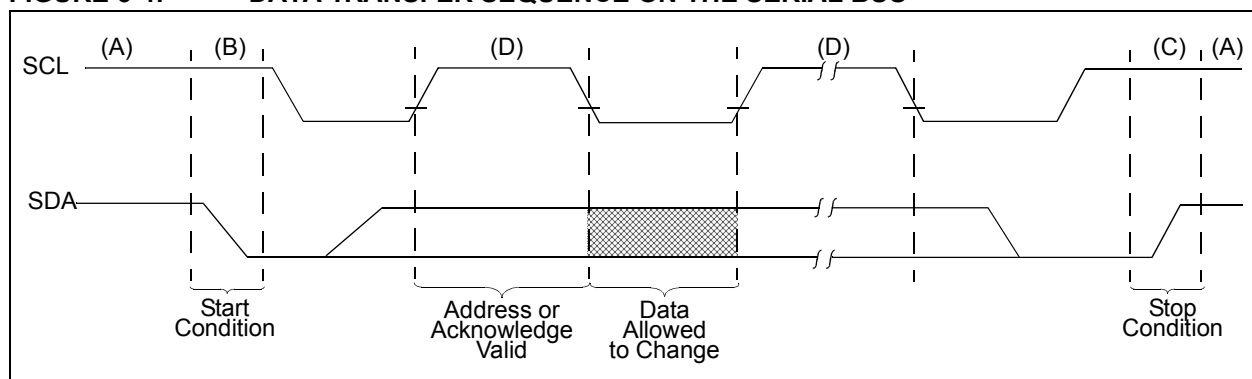 DATA TRANSFER SEQUENCE ON THE SERIAL BUS
(A) (B) (D) (D) (C) (A)
SCL
SDA
Start
Condition
Address or
Acknowledge
Valid
Data
Allowed
to Change
Stop
Condition